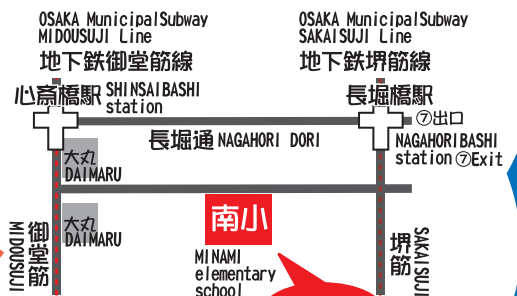 OSAKA MunicipalSubway
MIDOUSUJI Line
地下鉄御堂筋線
OSAKA MunicipalSubway
SAKAISUJI Line
地下鉄堺筋線
心斎橋駅
SHINSAIBASHI
station
長堀橋駅
⑦出口
長堀通 NAGAHORI DORI
NAGAHORIBASHI
station ⑦Exit
大丸
DAIMARU
大丸
DAIMARU
南小
MINAMI
elementary
school
御堂筋
MIDOUSUJI
堺筋
SAKAISUJI